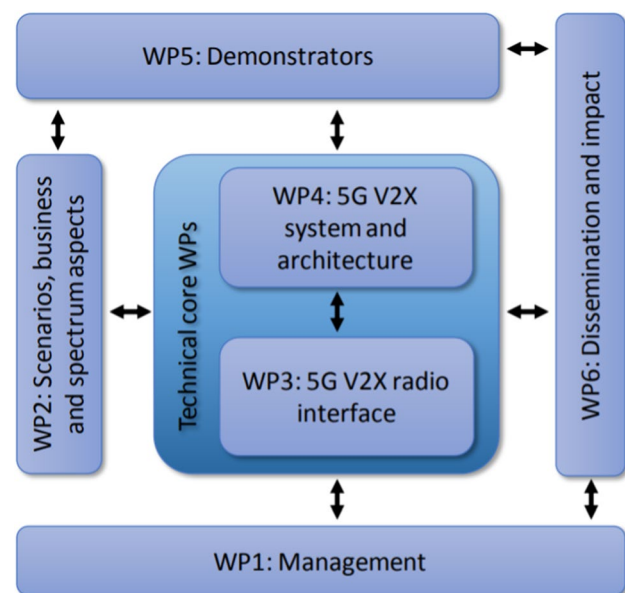 WP5: Demonstrators
WP2: Scenarios, business
and spectrum aspects
Technical core WPs
WP4: 5G V2X
system and
architecture
WP3: 5G V2X radio
interface
WP6: Dissemination and impact
WP1: Management